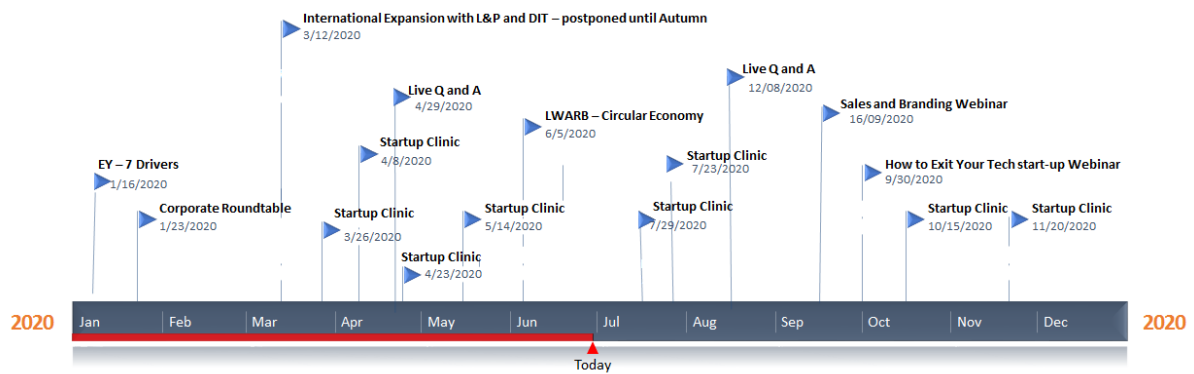 International Expansion with L&P and DIT – postponed until Autumn
3/12/2020
Live Q and A
12/08/2020
Live Q and A
4/29/2020
Sales and Branding Webinar
16/09/2020
LWARB – Circular Economy
6/5/2020
Startup Clinic
4/8/2020
Startup Clinic
7/23/2020
EY – 7 Drivers
1/16/2020
How to Exit Your Tech start-up Webinar
9/30/2020
Corporate Roundtable
1/23/2020
Startup Clinic
3/26/2020
Startup Clinic
5/14/2020
Startup Clinic
7/29/2020
Startup Clinic
10/15/2020
Startup Clinic
11/20/2020
Startup Clinic
4/23/2020
2020 Jan Feb Mar Apr May Jun Jul Aug Sep Oct Nov Dec 2020
Today